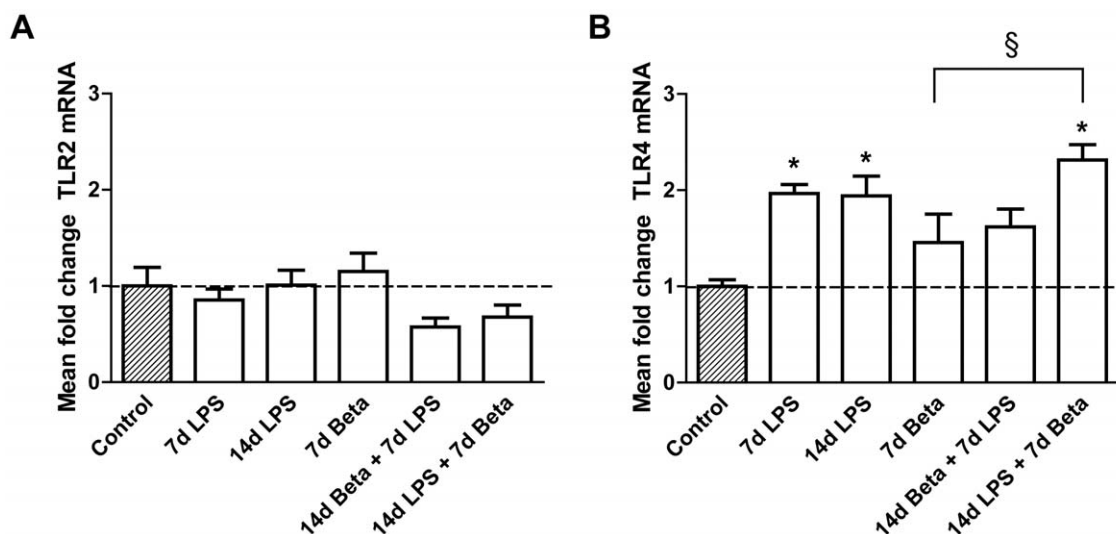 A
Mean fold change TLR2 mRNA
3
2
1
0
Control
7d LPS
14d LPS
7d Beta
14d Beta + 7d LPS
14d LPS + 7d Beta
B
§
Mean fold change TLR4 mRNA
3
2
1
0
*
*
*
Control
7d LPS
14d LPS
7d Beta
14d Beta + 7d LPS
14d LPS + 7d Beta